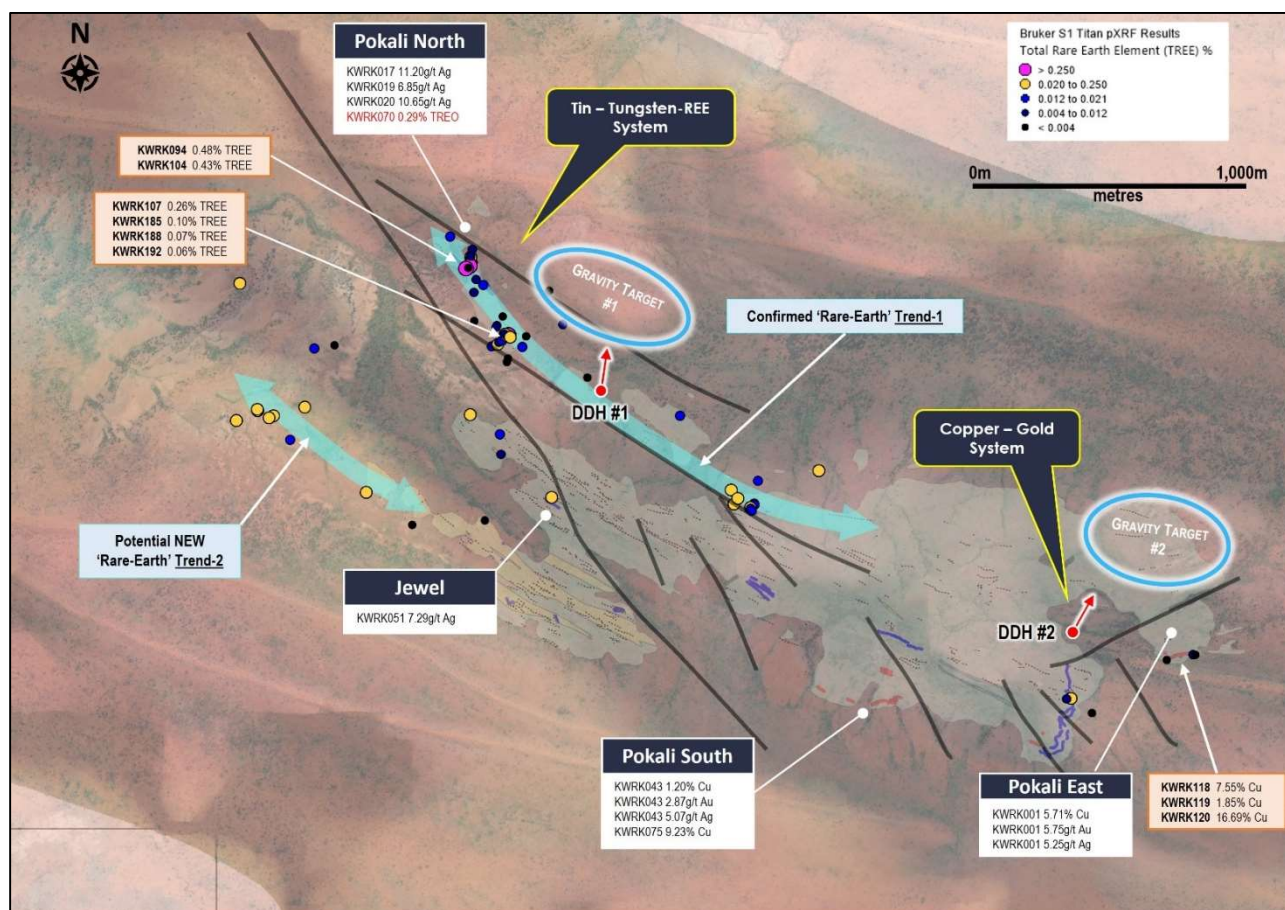 N
Pokali North
KWRK017 11.20g/t Ag
KWRK019 6.85g/t Ag
KWRK020 10.65g/t Ag
KWRK070 0.29% TREO
Bruker S1 Titan pXRF Results
Total Rare Earth Element (TREE) %
> 0.250
0.020 to 0.250
0.012 to 0.021
0.004 to 0.012
< 0.004
0m 1,000m
metres
Tin – Tungsten-REE
System
KWRK094 0.48% TREE
KWRK104 0.43% TREE
KWRK107 0.26% TREE
KWRK185 0.10% TREE
KWRK188 0.07% TREE
KWRK192 0.06% TREE
GRAVITY TARGET
#1
Confirmed 'Rare-Earth' Trend-1
DDH #1
Copper – Gold
System
GRAVITY TARGET
#2
Potential NEW
'Rare-Earth' Trend-2
Jewel
KWRK051 7.29g/t Ag
DDH #2
Pokali South
KWRK043 1.20% Cu
KWRK043 2.87g/t Au
KWRK043 5.07g/t Ag
KWRK075 9.23% Cu
Pokali East
KWRK001 5.71% Cu
KWRK001 5.75g/t Au
KWRK001 5.25g/t Ag
KWRK118 7.55% Cu
KWRK119 1.85% Cu
KWRK120 16.69% Cu